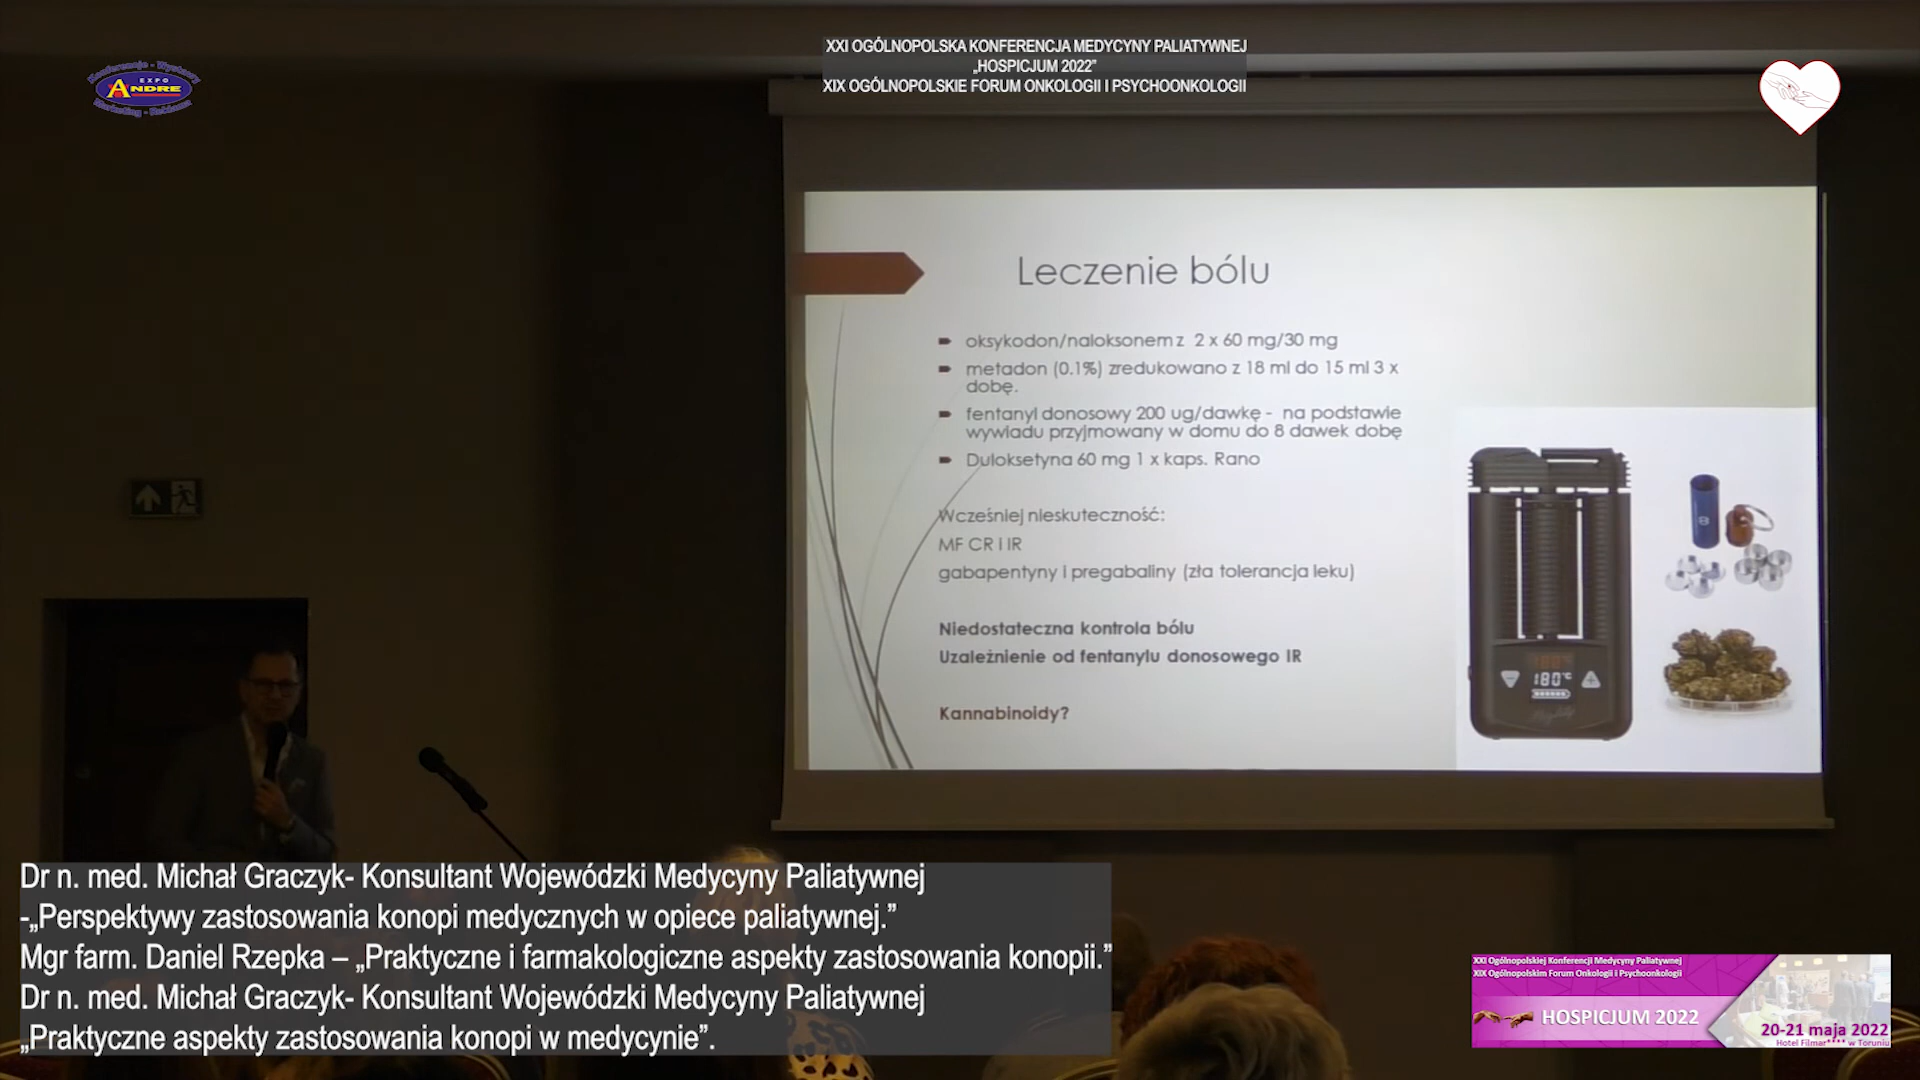 XXI OGÓLNOPOLSKA KONFERENCJA MEDYCYNY PALIATYWNEJ
„HOSPICJUM 2022”
XIX OGÓLNOPOLSKIE FORUM ONKOLOGII I PSYCHOONKOLOGII
Konferencje - Wystawy
EXPO
ANDRE
Marketing - Reklama
Leczenie bólu
oksykodon/naloksonem z 2 x 60 mg/30 mg
metadon (0.1%) zredukowano z 18 ml do 15 ml 3 x
dobę.
fentanyl donosowy 200 ug/dawkę - na podstawie
wywiadu przyjmowany w domu do 8 dawek dobę
Duloksetyna 60 mg 1 x kaps. Rano
Wcześniej nieskuteczność:
MF CR i IR
gabapentyny i pregabaliny (zła tolerancja leku)
Niedostateczna kontrola bólu
Uzależnienie od fentanylu donosowego IR
Kannabinoidy?
180°C
Dr n. med. Michał Graczyk- Konsultant Wojewódzki Medycyny Paliatywnej
-„Perspektywy zastosowania konopi medycznych w opiece paliatywnej.”
Mgr farm. Daniel Rzepka – „Praktyczne i farmakologiczne aspekty zastosowania konopii.”
Dr n. med. Michał Graczyk- Konsultant Wojewódzki Medycyny Paliatywnej
„Praktyczne aspekty zastosowania konopi w medycynie”.
XXI Ogólnopolskiej Konferencji Medycyny Paliatywnej
XIX Ogólnopolskim Forum Onkologii i Psychoonkologii
HOSPICJUM 2022
20-21 maja 2022
Hotel Filmar**** w Toruniu